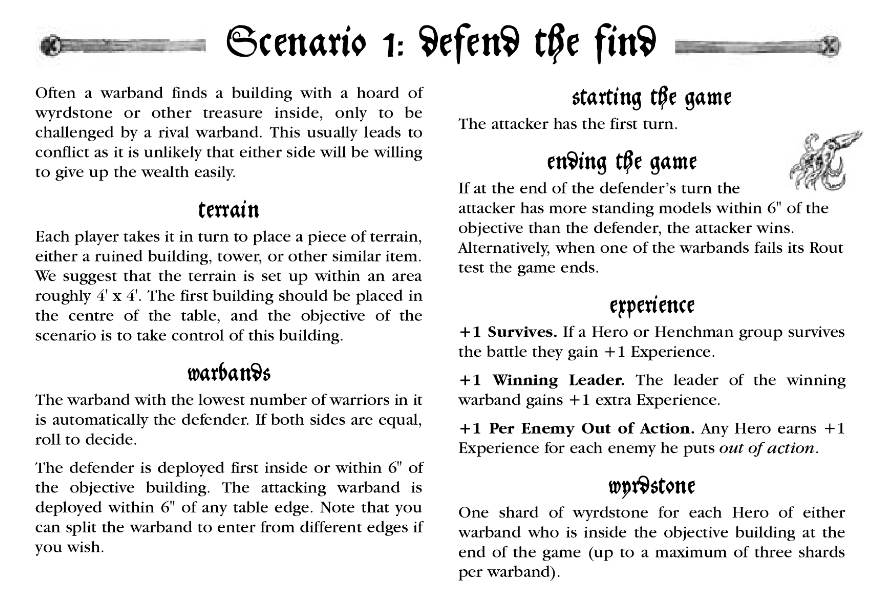 Scenario 1: defend the find
Often a warband finds a building with a hoard of
wyrdstone or other treasure inside, only to be
challenged by a rival warband. This usually leads to
conflict as it is unlikely that either side will be willing
to give up the wealth easily.
terrain
Each player takes it in turn to place a piece of terrain,
either a ruined building, tower, or other similar item.
We suggest that the terrain is set up within an area
roughly 4' x 4'. The first building should be placed in
the centre of the table, and the objective of the
scenario is to take control of this building.
warbands
The warband with the lowest number of warriors in it
is automatically the defender. If both sides are equal,
roll to decide.
The defender is deployed first inside or within 6" of
the objective building. The attacking warband is
deployed within 6" of any table edge. Note that you
can split the warband to enter from different edges if
you wish.
starting the game
The attacker has the first turn.
ending the game
If at the end of the defender's turn the
attacker has more standing models within 6" of the
objective than the defender, the attacker wins.
Alternatively, when one of the warbands fails its Rout
test the game ends.
experience
+1 Survives. If a Hero or Henchman group survives
the battle they gain +1 Experience.
+1 Winning Leader. The leader of the winning
warband gains +1 extra Experience.
+1 Per Enemy Out of Action. Any Hero earns +1
Experience for each enemy he puts out of action.
wyrdstone
One shard of wyrdstone for each Hero of either
warband who is inside the objective building at the
end of the game (up to a maximum of three shards
per warband).